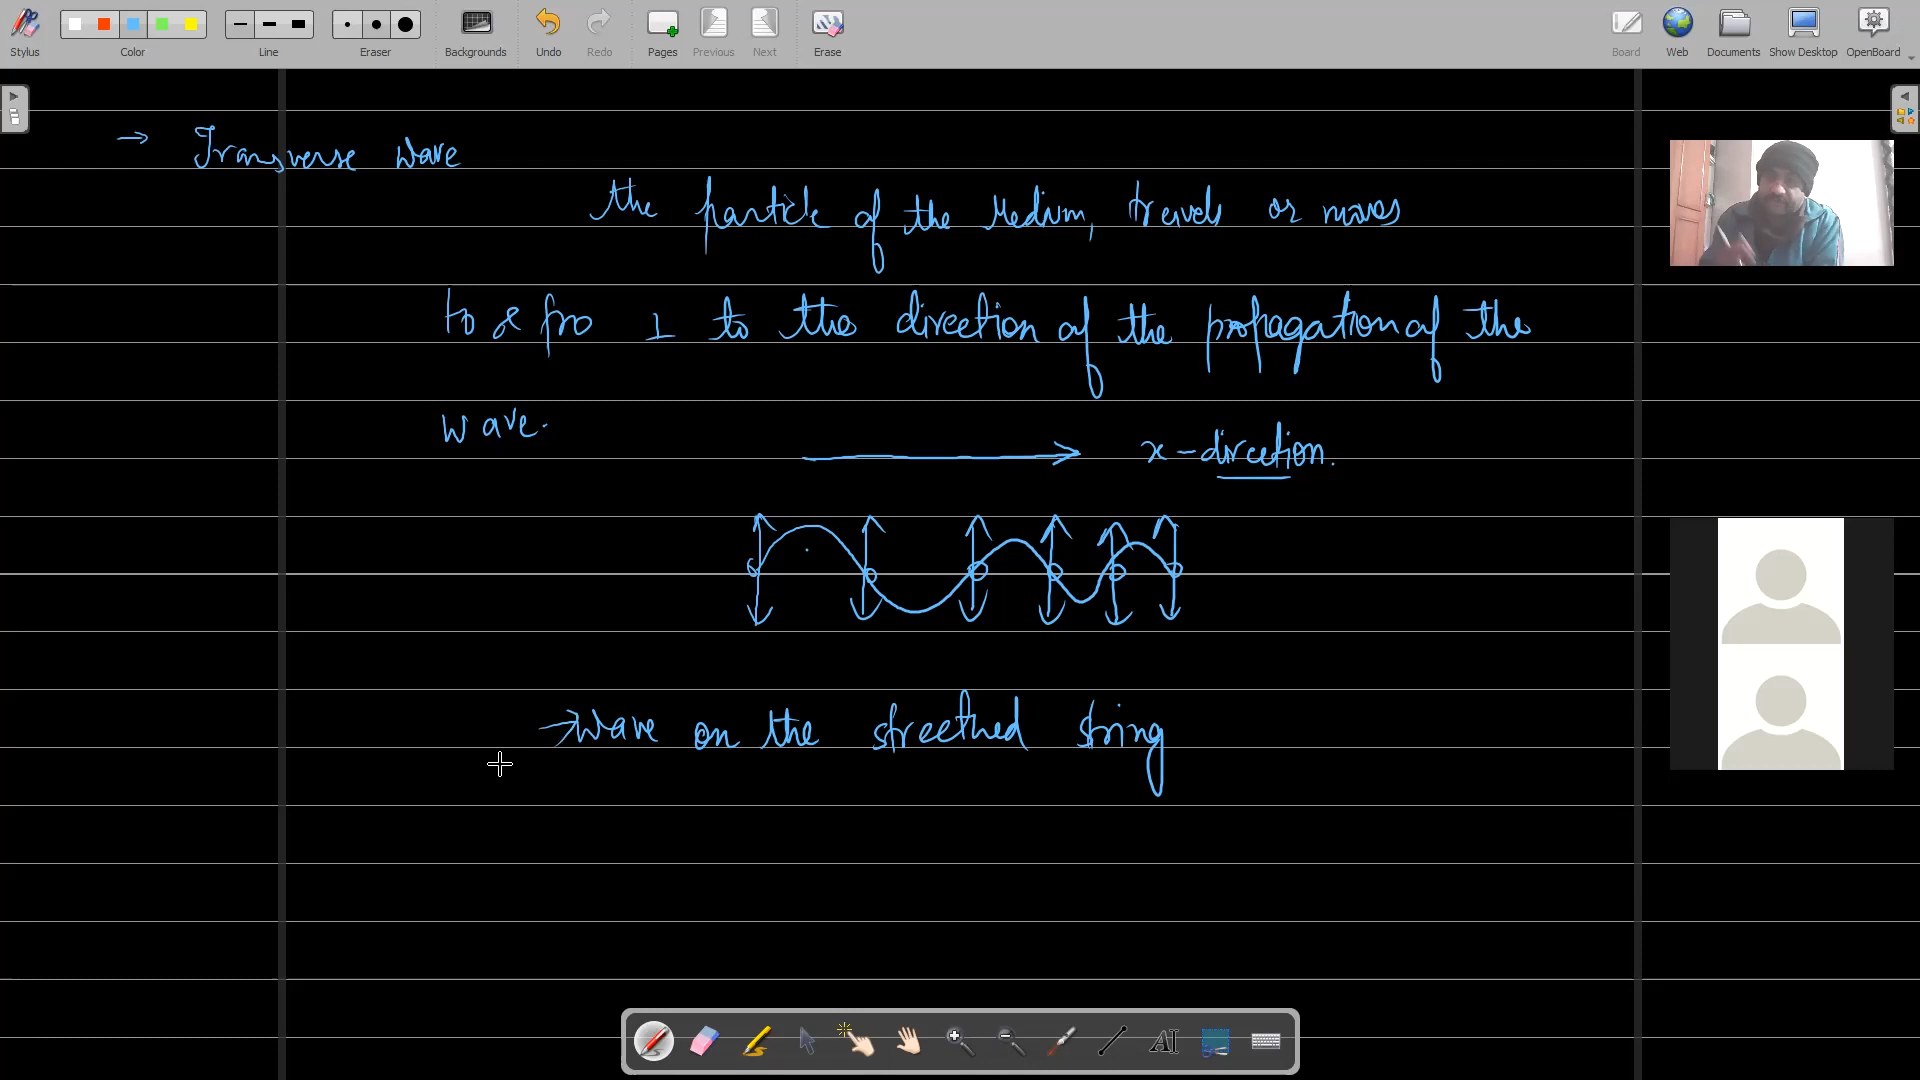 Stylus
Color
Line
Eraser
Backgrounds
Undo
Redo
Pages
Previous
Next
Erase
Board
Web
Documents
Show Desktop
OpenBoard
→ Transverse wave
the particle of the Medium, travels or moves
to & fro ⊥ to the direction of the propagation of the
wave.
x - direction.
→ Wave on the streethed string
AI